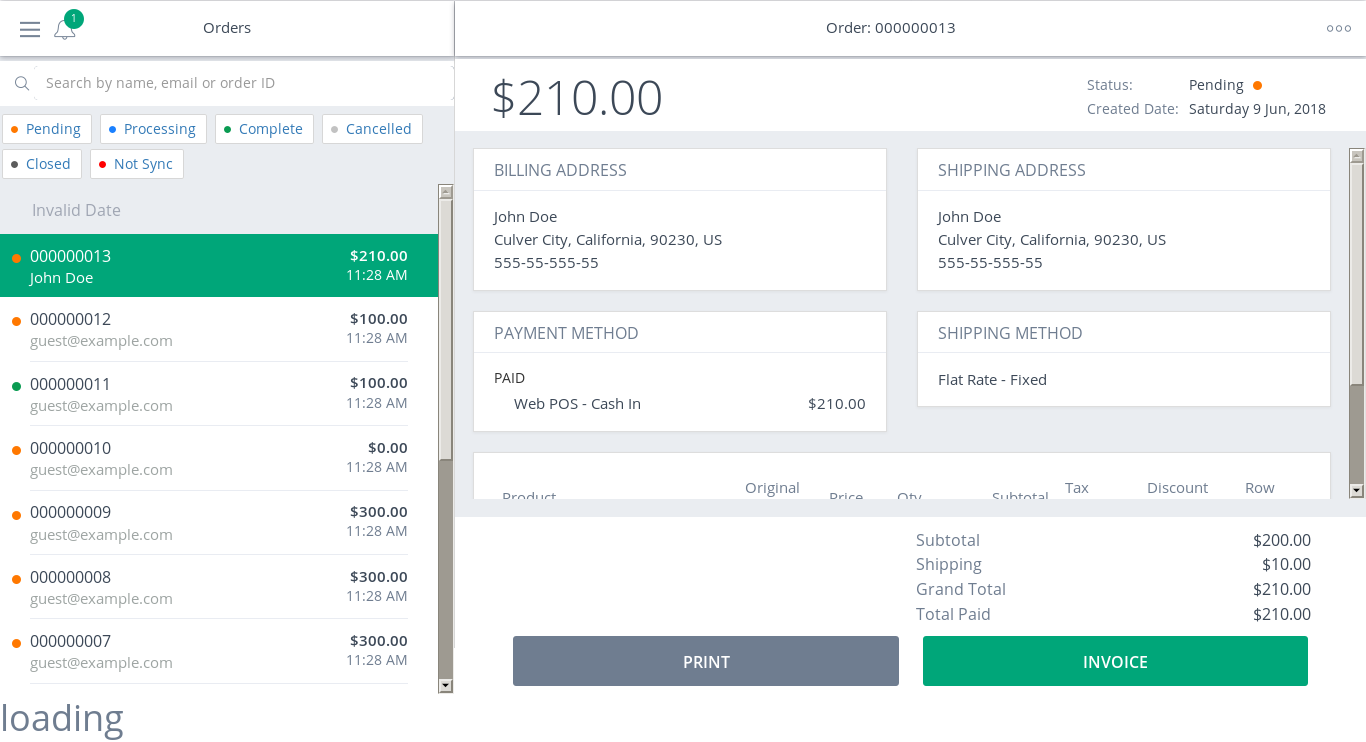 1
Orders
Search by name, email or order ID
Pending Processing Complete Cancelled
Closed Not Sync
Invalid Date
000000013 $210.00
John Doe 11:28 AM
000000012 $100.00
guest@example.com 11:28 AM
000000011 $100.00
guest@example.com 11:28 AM
000000010 $0.00
guest@example.com 11:28 AM
000000009 $300.00
guest@example.com 11:28 AM
000000008 $300.00
guest@example.com 11:28 AM
000000007 $300.00
guest@example.com 11:28 AM
loading
Order: 000000013
$210.00
Status: Pending
Created Date: Saturday 9 Jun, 2018
BILLING ADDRESS
John Doe
Culver City, California, 90230, US
555-55-555-55
SHIPPING ADDRESS
John Doe
Culver City, California, 90230, US
555-55-555-55
PAYMENT METHOD
PAID
Web POS - Cash In $210.00
SHIPPING METHOD
Flat Rate - Fixed
Product Original Price Qty Subtotal Tax Discount Row
Subtotal $200.00
Shipping $10.00
Grand Total $210.00
Total Paid $210.00
PRINT INVOICE